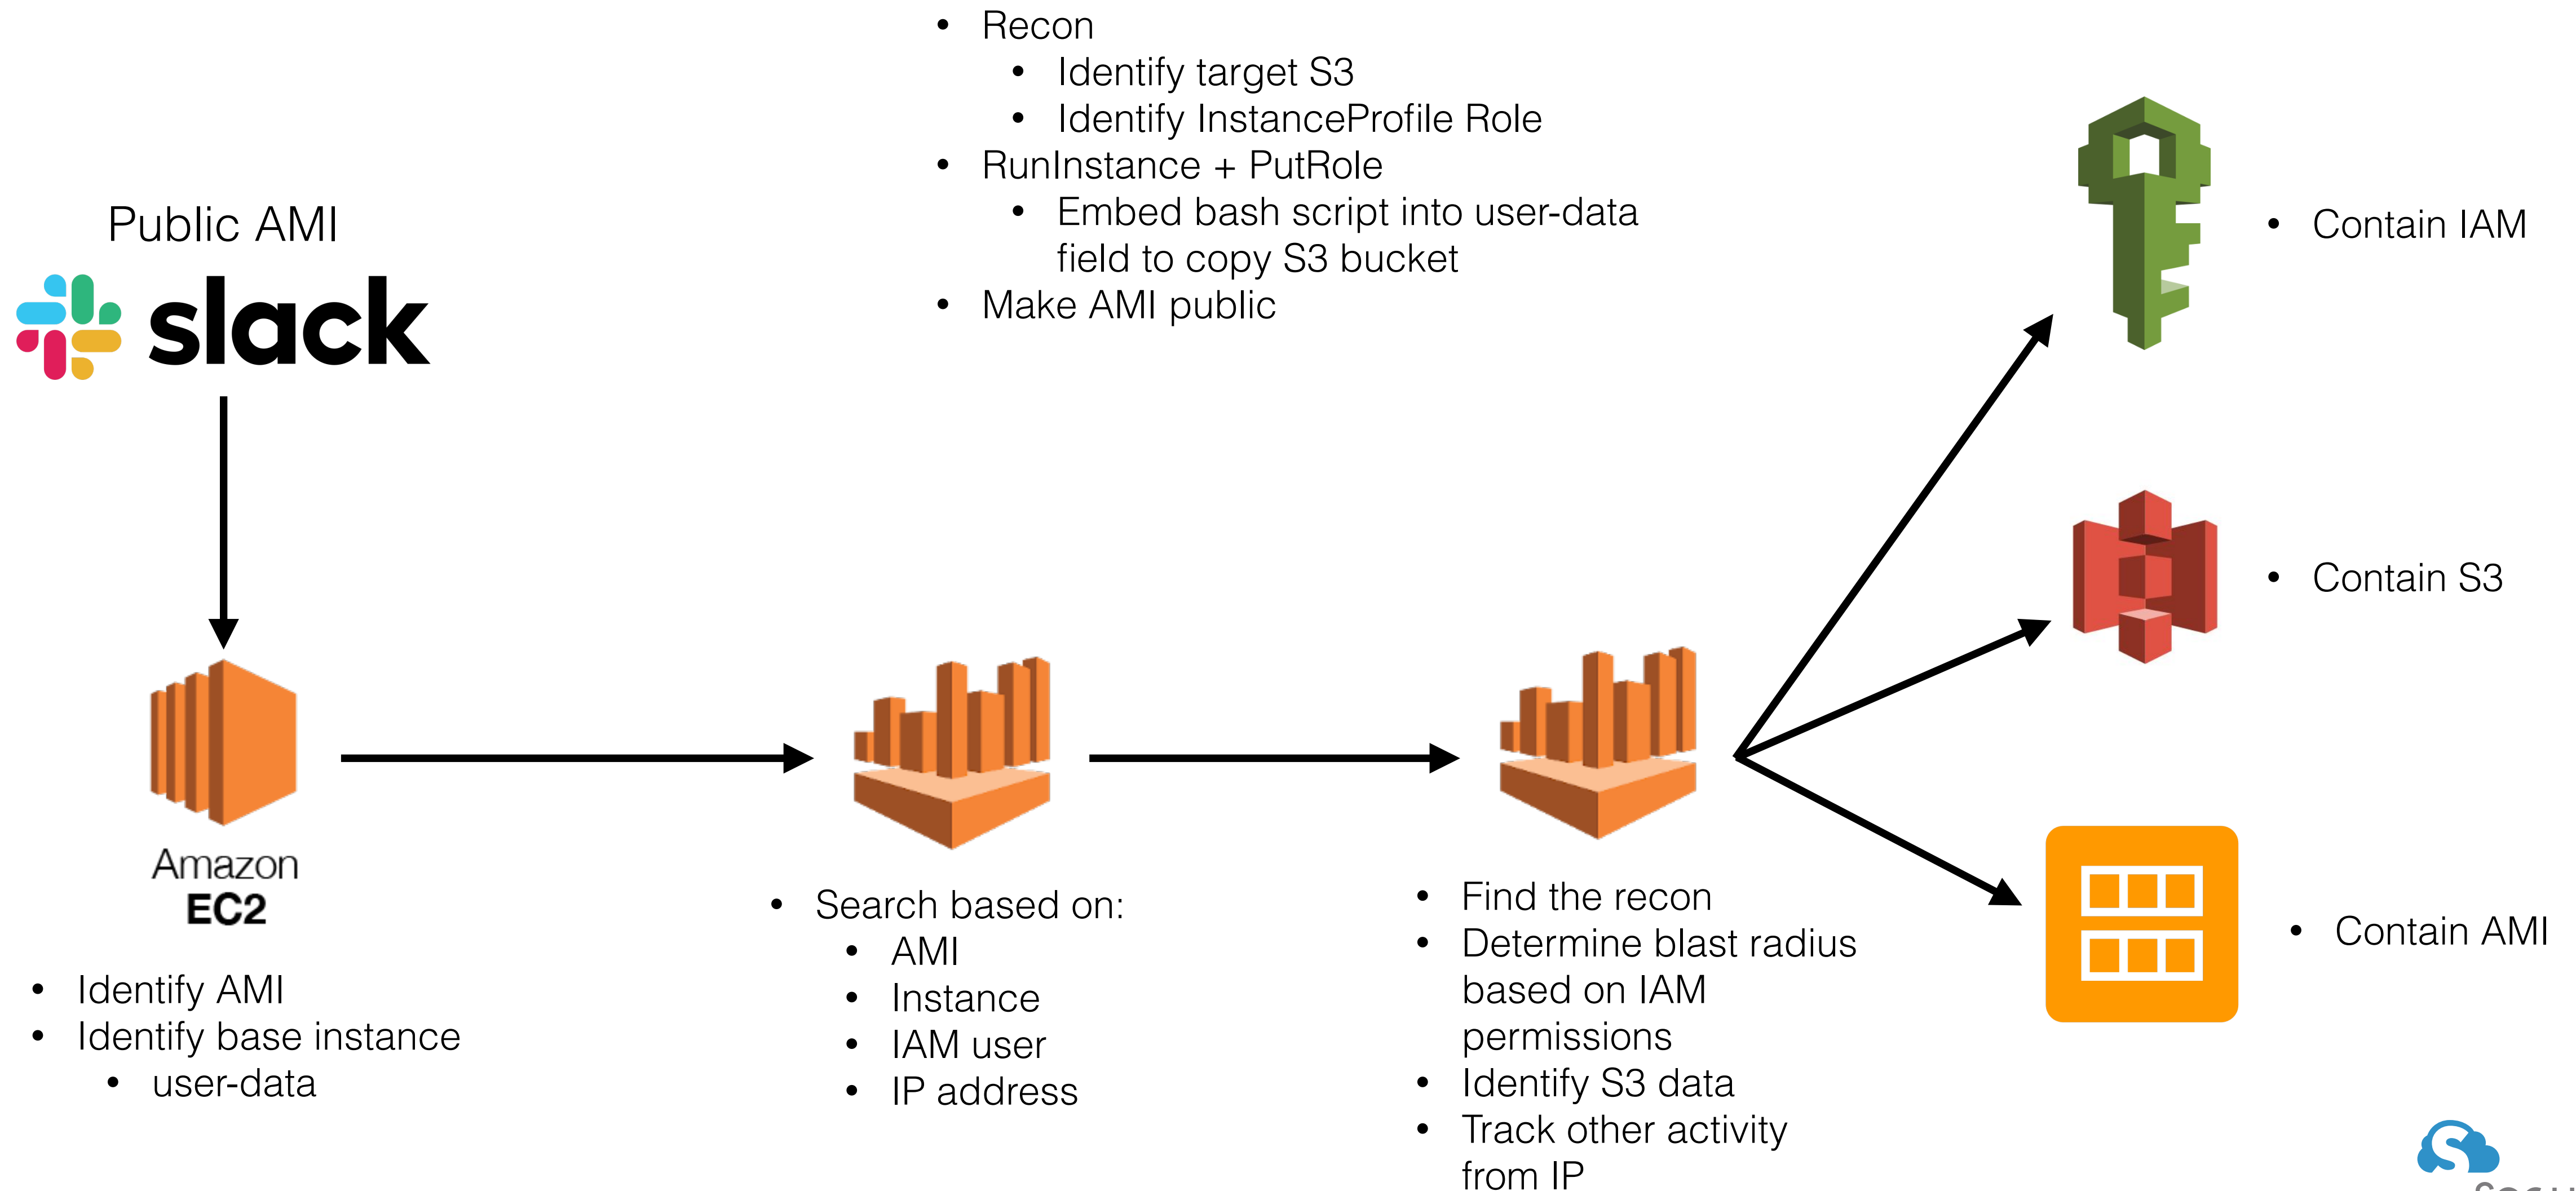 • Recon
• Identify target S3
• Identify InstanceProfile Role
• RunInstance + PutRole
• Embed bash script into user-data
field to copy S3 bucket
• Make AMI public
Public AMI
slack
Amazon
EC2
• Identify AMI
• Identify base instance
• user-data
• Search based on:
• AMI
• Instance
• IAM user
• IP address
• Find the recon
• Determine blast radius
based on IAM
permissions
• Identify S3 data
• Track other activity
from IP
• Contain IAM
• Contain S3
• Contain AMI